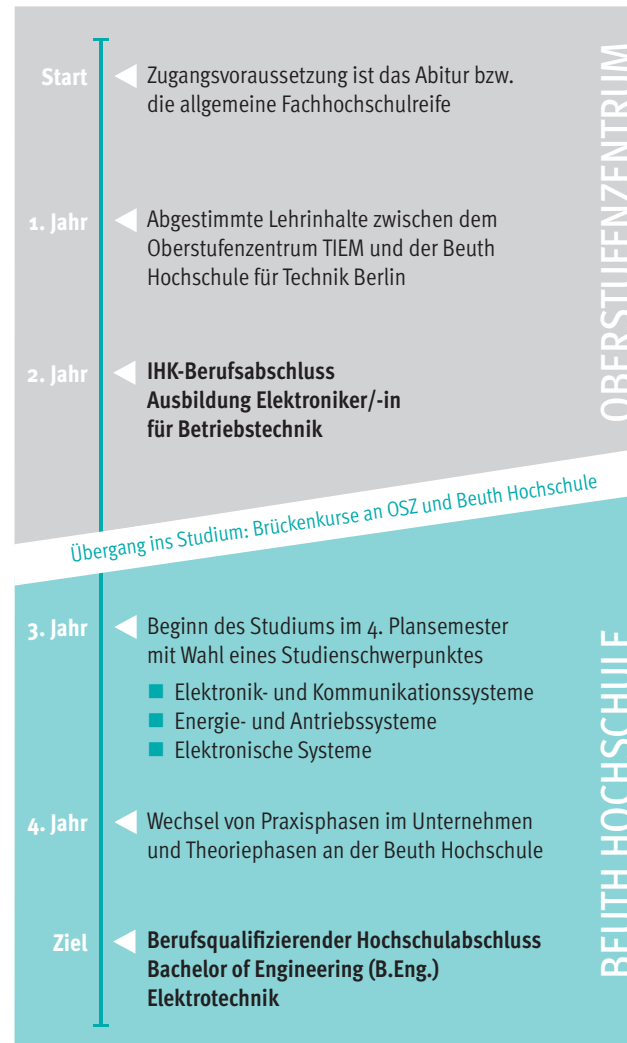 Start
Zugangsvoraussetzung ist das Abitur bzw.
die allgemeine Fachhochschulreife
1. Jahr
Abgestimmte Lehrinhalte zwischen dem
Oberstufenzentrum TIEM und der Beuth
Hochschule für Technik Berlin
2. Jahr
IHK-Berufsabschluss
Ausbildung Elektroniker/-in
für Betriebstechnik
OBERSTUFENZENTRUM
Übergang ins Studium: Brückenkurse an OSZ und Beuth Hochschule
3. Jahr
Beginn des Studiums im 4. Plansemester
mit Wahl eines Studienschwerpunktes
Elektronik- und Kommunikationssysteme
Energie- und Antriebssysteme
Elektronische Systeme
4. Jahr
Wechsel von Praxisphasen im Unternehmen
und Theoriephasen an der Beuth Hochschule
Ziel
Berufsqualifizierender Hochschulabschluss
Bachelor of Engineering (B.Eng.)
Elektrotechnik
BEUTH HOCHSCHULE